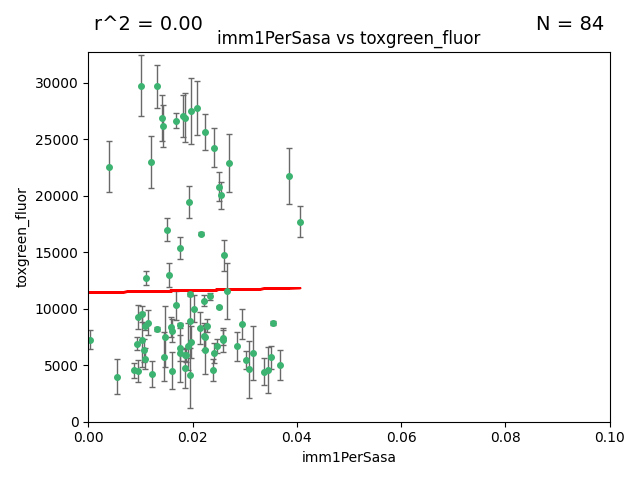 r^2 = 0.00
N = 84
imm1PerSasa vs toxgreen_fluor
30000
25000
20000
15000
10000
5000
0
toxgreen_fluor
0.00 0.02 0.04 0.06 0.08 0.10
imm1PerSasa